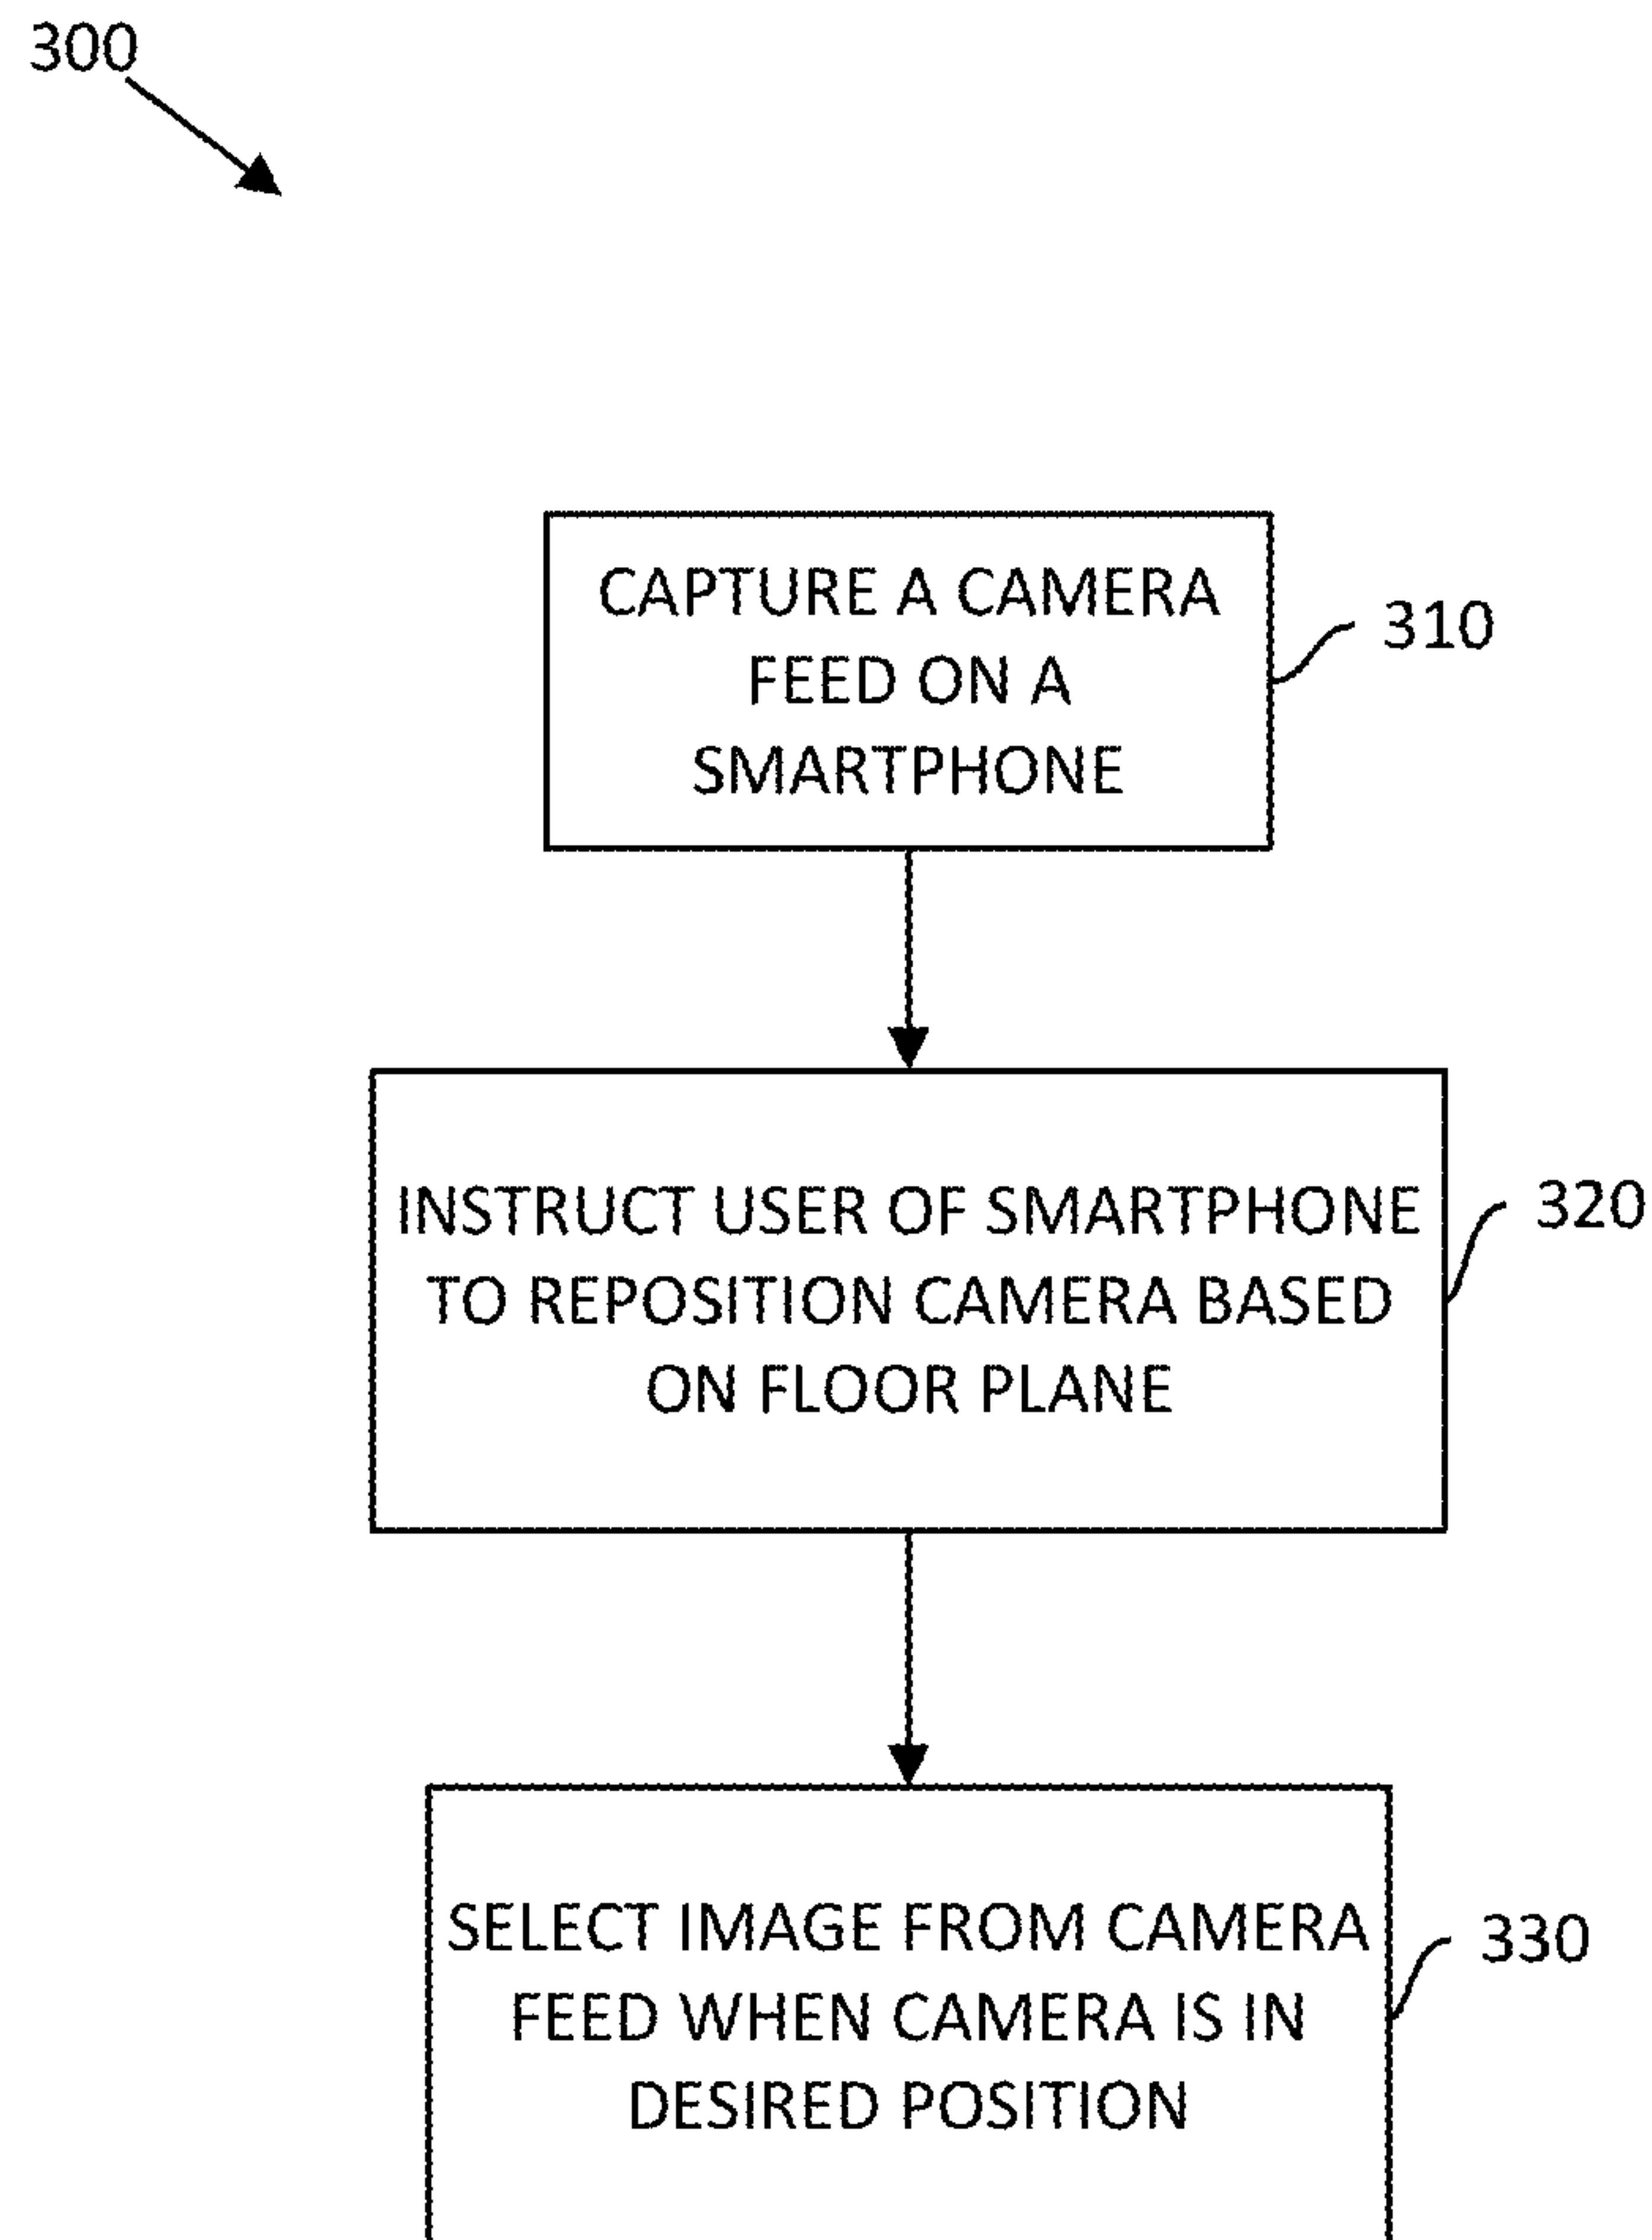 300
CAPTURE A CAMERA
FEED ON A
SMARTPHONE
310
INSTRUCT USER OF SMARTPHONE
TO REPOSITION CAMERA BASED
ON FLOOR PLANE
320
SELECT IMAGE FROM CAMERA
FEED WHEN CAMERA IS IN
DESIRED POSITION
330